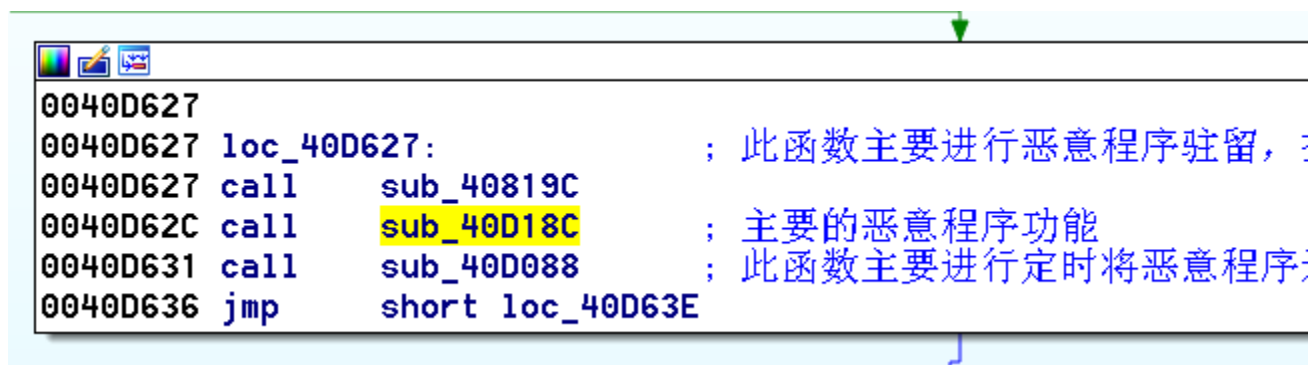 0040D627
0040D627 loc_40D627: ; 此函数主要进行恶意程序驻留,
0040D627 call sub_40819C
0040D62C call sub_40D18C ; 主要的恶意程序功能
0040D631 call sub_40D088 ; 此函数主要进行定时将恶意程序
0040D636 jmp short loc_40D63E